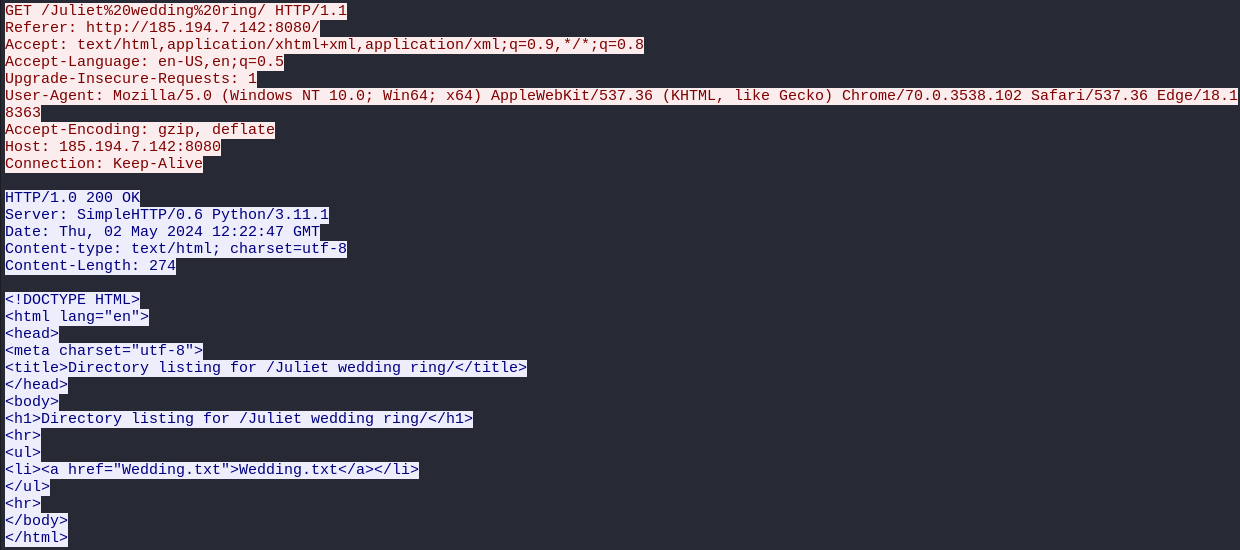 GET /Juliet%20wedding%20ring/ HTTP/1.1
Referer: http://185.194.7.142:8080/
Accept: text/html,application/xhtml+xml,application/xml;q=0.9,*/*;q=0.8
Accept-Language: en-US,en;q=0.5
Upgrade-Insecure-Requests: 1
User-Agent: Mozilla/5.0 (Windows NT 10.0; Win64; x64) AppleWebKit/537.36 (KHTML, like Gecko) Chrome/70.0.3538.102 Safari/537.36 Edge/18.1
8363
Accept-Encoding: gzip, deflate
Host: 185.194.7.142:8080
Connection: Keep-Alive

HTTP/1.0 200 OK
Server: SimpleHTTP/0.6 Python/3.11.1
Date: Thu, 02 May 2024 12:22:47 GMT
Content-type: text/html; charset=utf-8
Content-Length: 274

<!DOCTYPE HTML>
<html lang="en">
<head>
<meta charset="utf-8">
<title>Directory listing for /Juliet wedding ring/</title>
</head>
<body>
<h1>Directory listing for /Juliet wedding ring/</h1>
<hr>
<ul>
<li><a href="Wedding.txt">Wedding.txt</a></li>
</ul>
<hr>
</body>
</html>